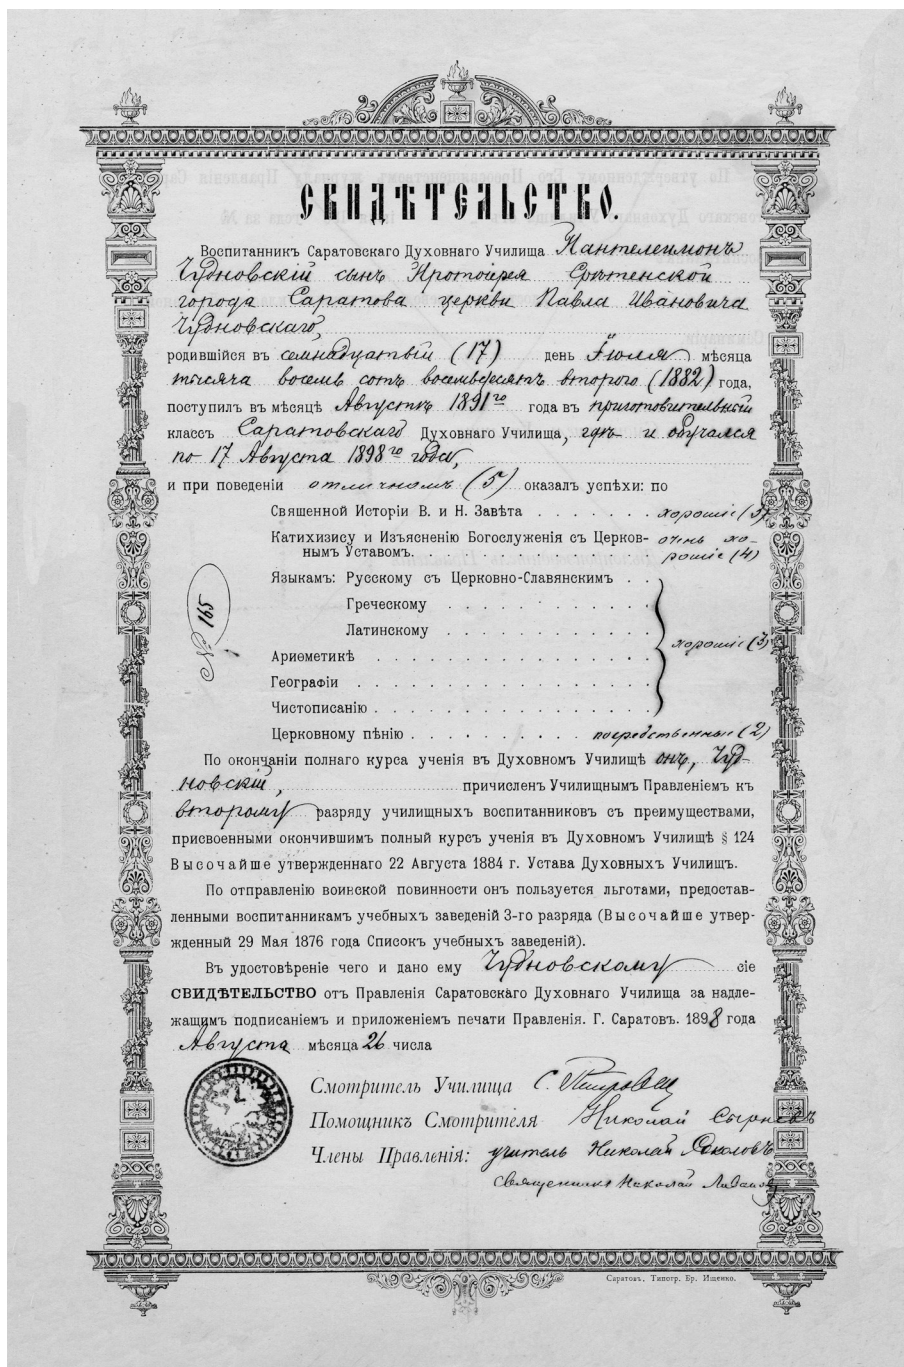 СВИДѢТЕЛЬСТВО.
Воспитанникъ Саратовскаго Духовнаго Училища Пантелеимонъ
Чудновскій сынъ Протоіерея Срѣтенской
города Саратова церкви Павла Ивановича
Чудновскаго,
родившійся въ семнадцатый (17) день Іюля мѣсяца
тысяча восемь сотъ восемьдесятъ второго (1882) года,
поступилъ въ мѣсяцѣ Августѣ 1891го года въ приготовительный
классъ Саратовскаго Духовнаго Училища, гдѣ и обучался
по 17 Августа 1898го года,
и при поведеніи отличномъ (5) оказалъ успѣхи: по
Священной Исторіи В. и Н. Завѣта хорошіе (3)
Катихизису и Изъясненію Богослуженія съ Церков- очень хо-
нымъ Уставомъ. рошіе (4)
Языкамъ: Русскому съ Церковно-Славянскимъ
Греческому
Латинскому
хорошіе (3)
Ариѳметикѣ
Географіи
Чистописанію
Церковному пѣнію посредственные (2)
№ 591
По окончаніи полнаго курса ученія въ Духовномъ Училищѣ онъ, Чуд-
новскій, причисленъ Училищнымъ Правленіемъ къ
второму разряду училищныхъ воспитанниковъ съ преимуществами,
присвоенными окончившимъ полный курсъ ученія въ Духовномъ Училищѣ § 124
Высочайше утвержденнаго 22 Августа 1884 г. Устава Духовныхъ Училищъ.
По отправленію воинской повинности онъ пользуется льготами, предостав-
ленными воспитанникамъ учебныхъ заведеній 3-го разряда (Высочайше утвер-
жденный 29 Мая 1876 года Списокъ учебныхъ заведеній).
Въ удостовѣреніе чего и дано ему Чудновскому сіе
СВИДѢТЕЛЬСТВО отъ Правленія Саратовскаго Духовнаго Училища за надле-
жащимъ подписаніемъ и приложеніемъ печати Правленія. Г. Саратовъ. 1898 года
Августа мѣсяца 26 числа
Смотритель Училища С.
Помощникъ Смотрителя Николай
Члены Правленія: учитель Николай Соколовъ
Священникъ Николай
Саратовъ, Типогр. Бр. Ищенко.